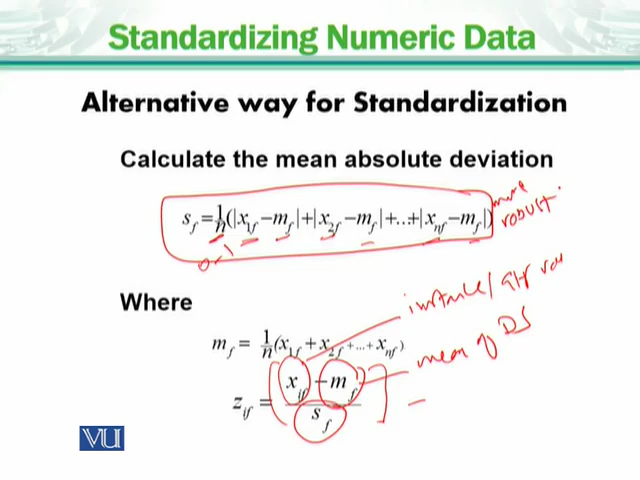 Standardizing Numeric Data
Alternative way for Standardization
Calculate the mean absolute deviation
s_f = 1/n (|x_1f − m_f| + |x_2f − m_f| + ... + |x_nf − m_f|)
more
robust
Where
instance/
m_f = 1/n (x_1f + x_2f + ... + x_nf)
mean of DS
z_if = (x_if − m_f) / s_f
VU